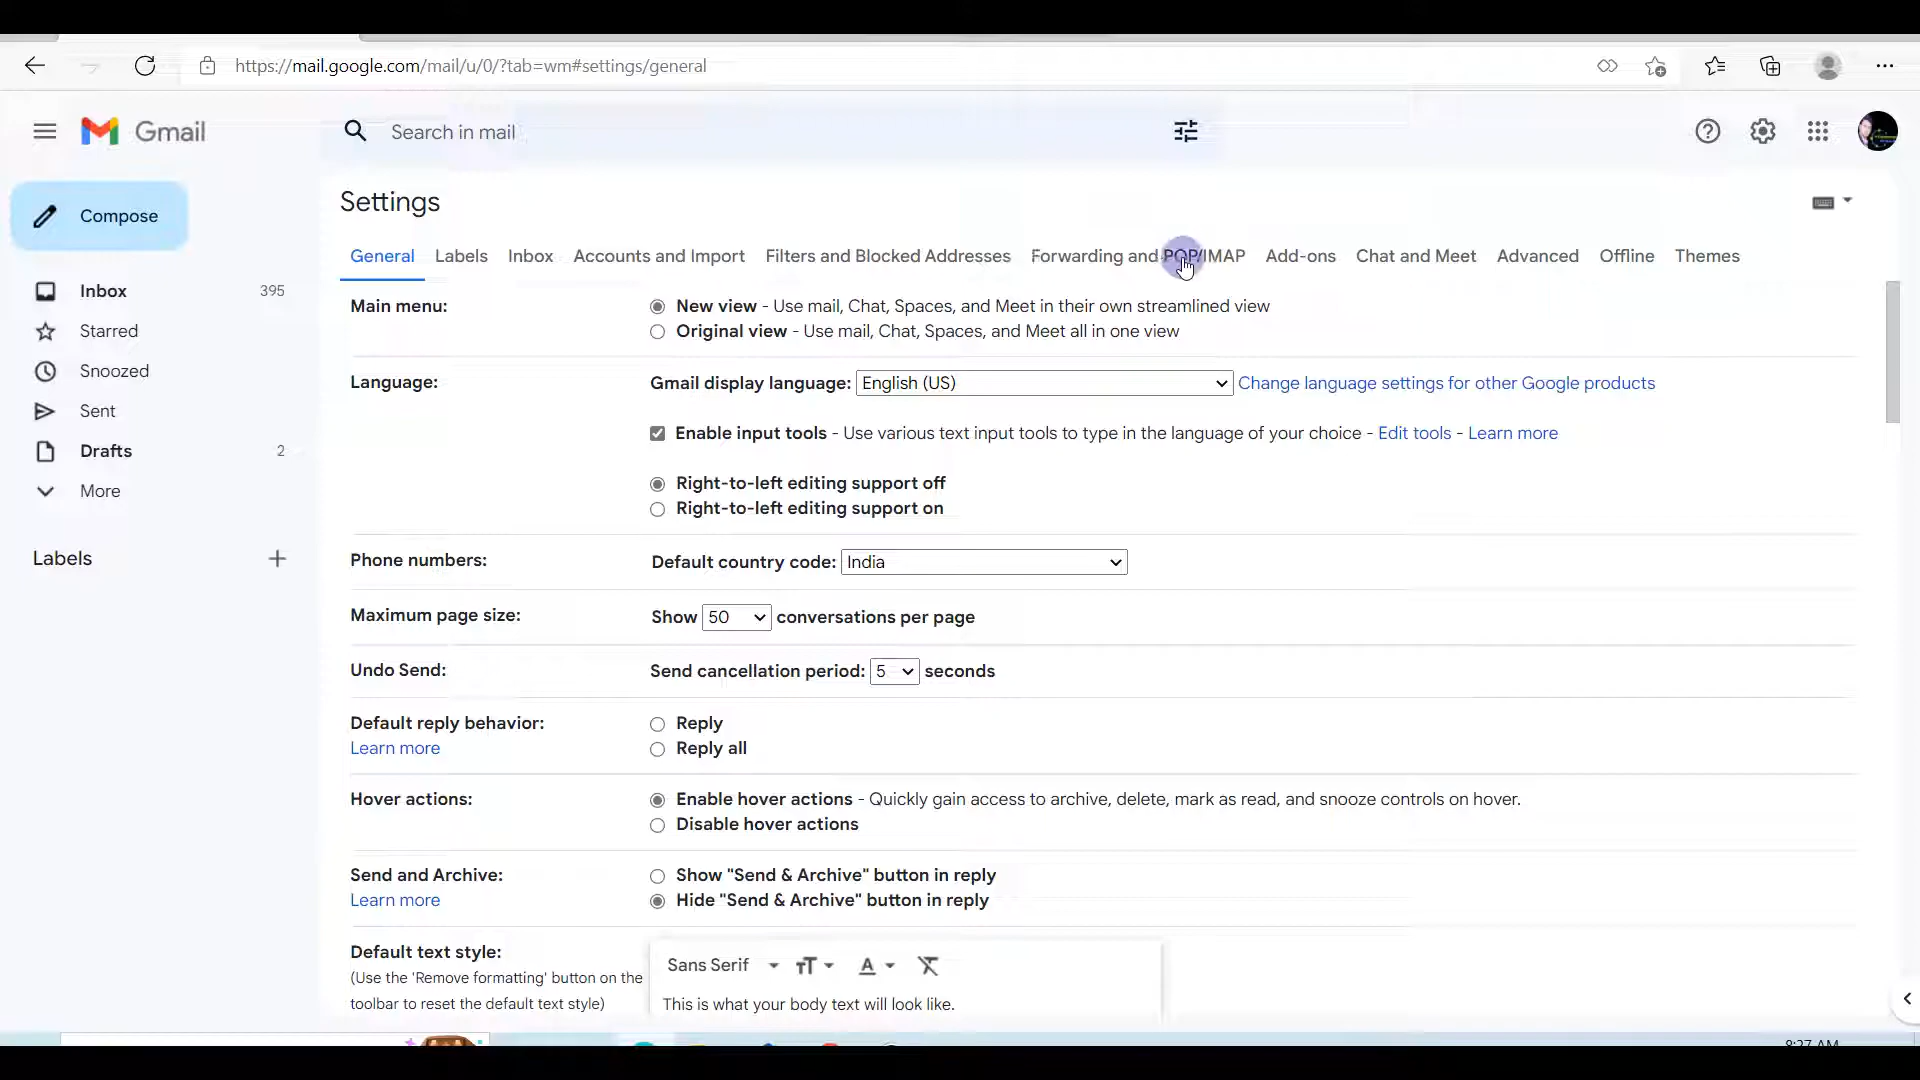 https://mail.google.com/mail/u/0/?tab=wm#settings/general
Gmail
Search in mail
Compose
Inbox 395
Starred
Snoozed
Sent
Drafts 2
More
Labels
Settings
General Labels Inbox Accounts and Import Filters and Blocked Addresses Forwarding and POP/IMAP Add-ons Chat and Meet Advanced Offline Themes
Main menu:
New view - Use mail, Chat, Spaces, and Meet in their own streamlined view
Original view - Use mail, Chat, Spaces, and Meet all in one view
Language:
Gmail display language: English (US) Change language settings for other Google products
Enable input tools - Use various text input tools to type in the language of your choice - Edit tools - Learn more
Right-to-left editing support off
Right-to-left editing support on
Phone numbers:
Default country code: India
Maximum page size:
Show 50 conversations per page
Undo Send:
Send cancellation period: 5 seconds
Default reply behavior:
Learn more
Reply
Reply all
Hover actions:
Enable hover actions - Quickly gain access to archive, delete, mark as read, and snooze controls on hover.
Disable hover actions
Send and Archive:
Learn more
Show "Send & Archive" button in reply
Hide "Send & Archive" button in reply
Default text style:
(Use the 'Remove formatting' button on the
toolbar to reset the default text style)
Sans Serif
This is what your body text will look like.
8:27 AM